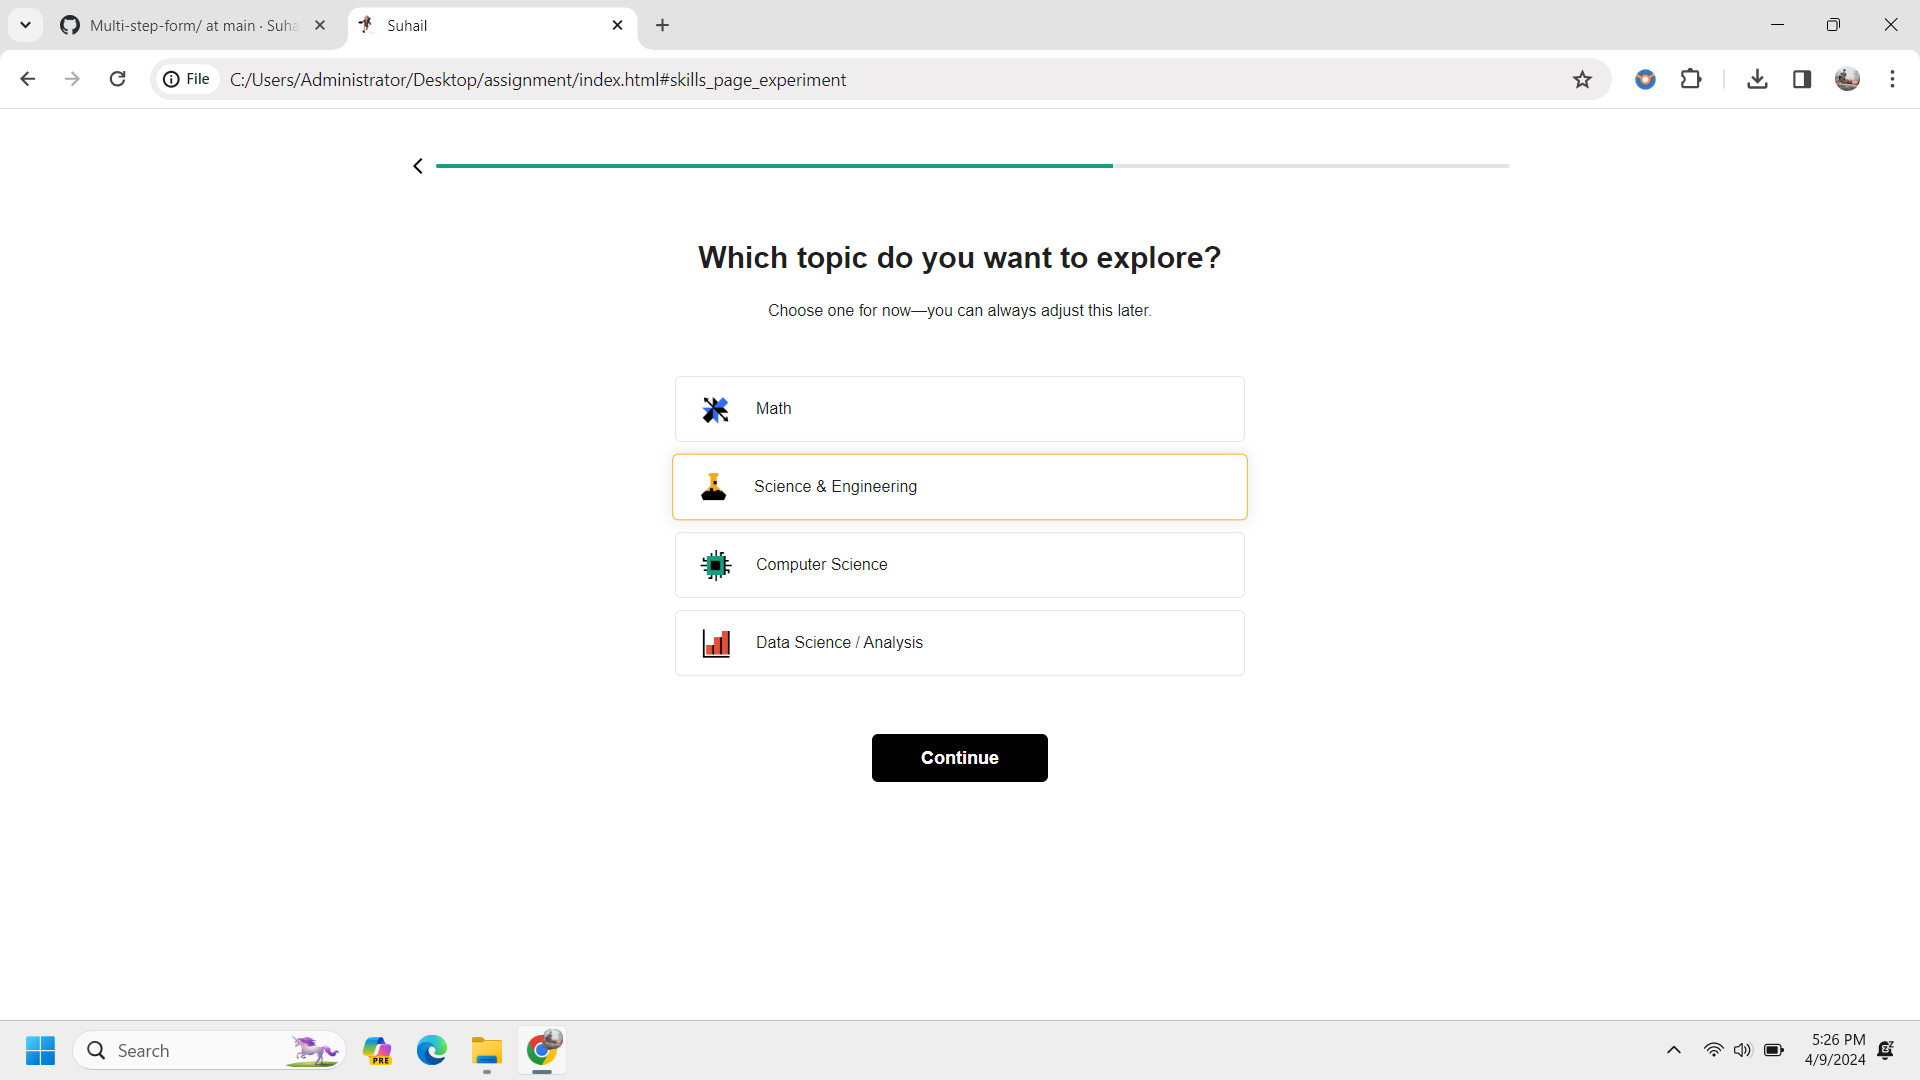 Multi-step-form/ at main · Suha
Suhail
File
C:/Users/Administrator/Desktop/assignment/index.html#skills_page_experiment
Which topic do you want to explore?
Choose one for now—you can always adjust this later.
Math
Science & Engineering
Computer Science
Data Science / Analysis
Continue
Search
PRE
5:26 PM
4/9/2024